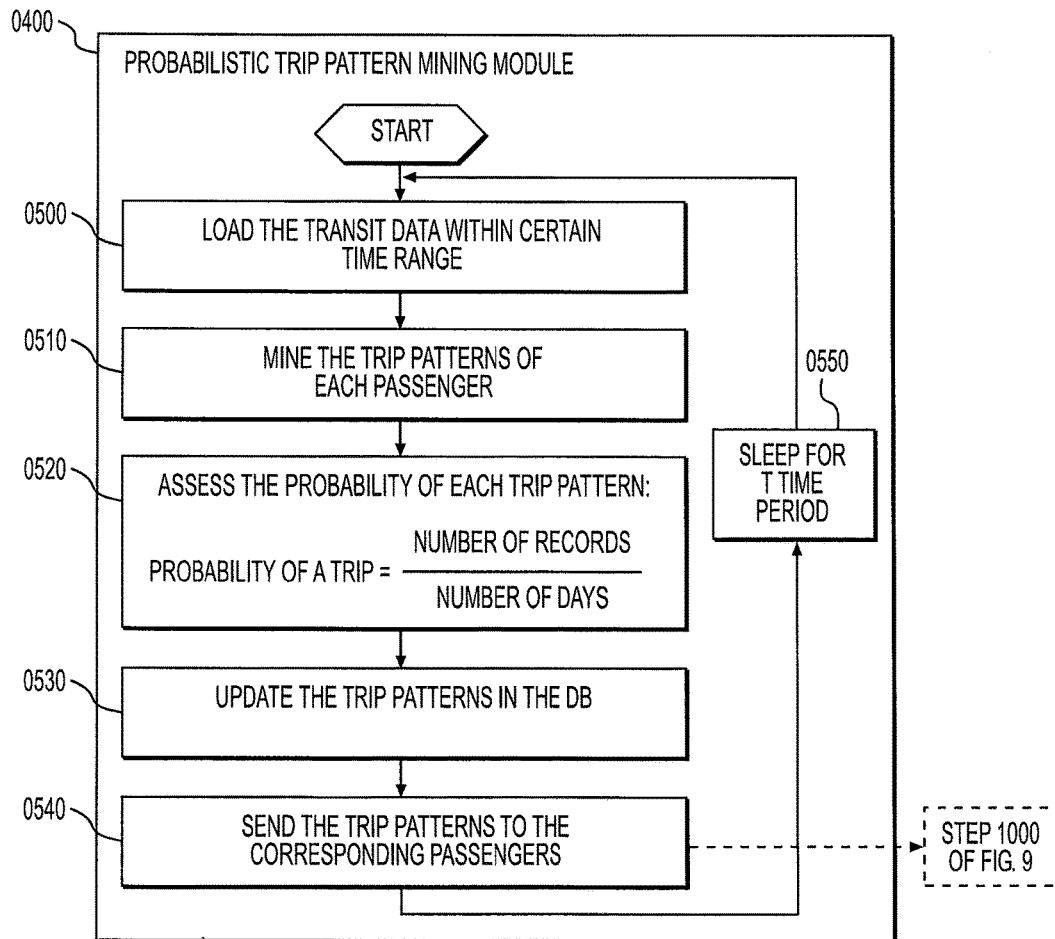 0400
PROBABILISTIC TRIP PATTERN MINING MODULE
START
0500
LOAD THE TRANSIT DATA WITHIN CERTAIN
TIME RANGE
0510
MINE THE TRIP PATTERNS OF
EACH PASSENGER
0550
SLEEP FOR
T TIME
PERIOD
0520
ASSESS THE PROBABILITY OF EACH TRIP PATTERN:
PROBABILITY OF A TRIP = NUMBER OF RECORDS
NUMBER OF DAYS
0530
UPDATE THE TRIP PATTERNS IN THE DB
0540
SEND THE TRIP PATTERNS TO THE
CORRESPONDING PASSENGERS
STEP 1000
OF FIG. 9